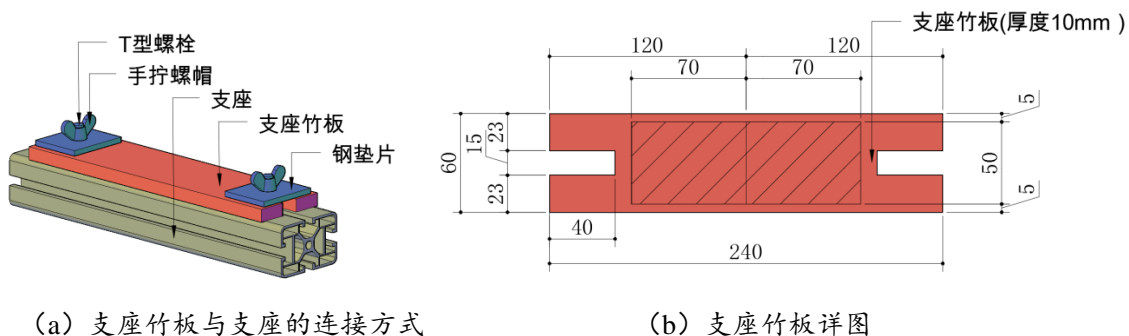 T型螺栓
手拧螺帽
支座
支座竹板
钢垫片
支座竹板(厚度10mm )
120
120
70
70
5
60
15
23
23
50
5
40
240
（a）支座竹板与支座的连接方式
（b）支座竹板详图